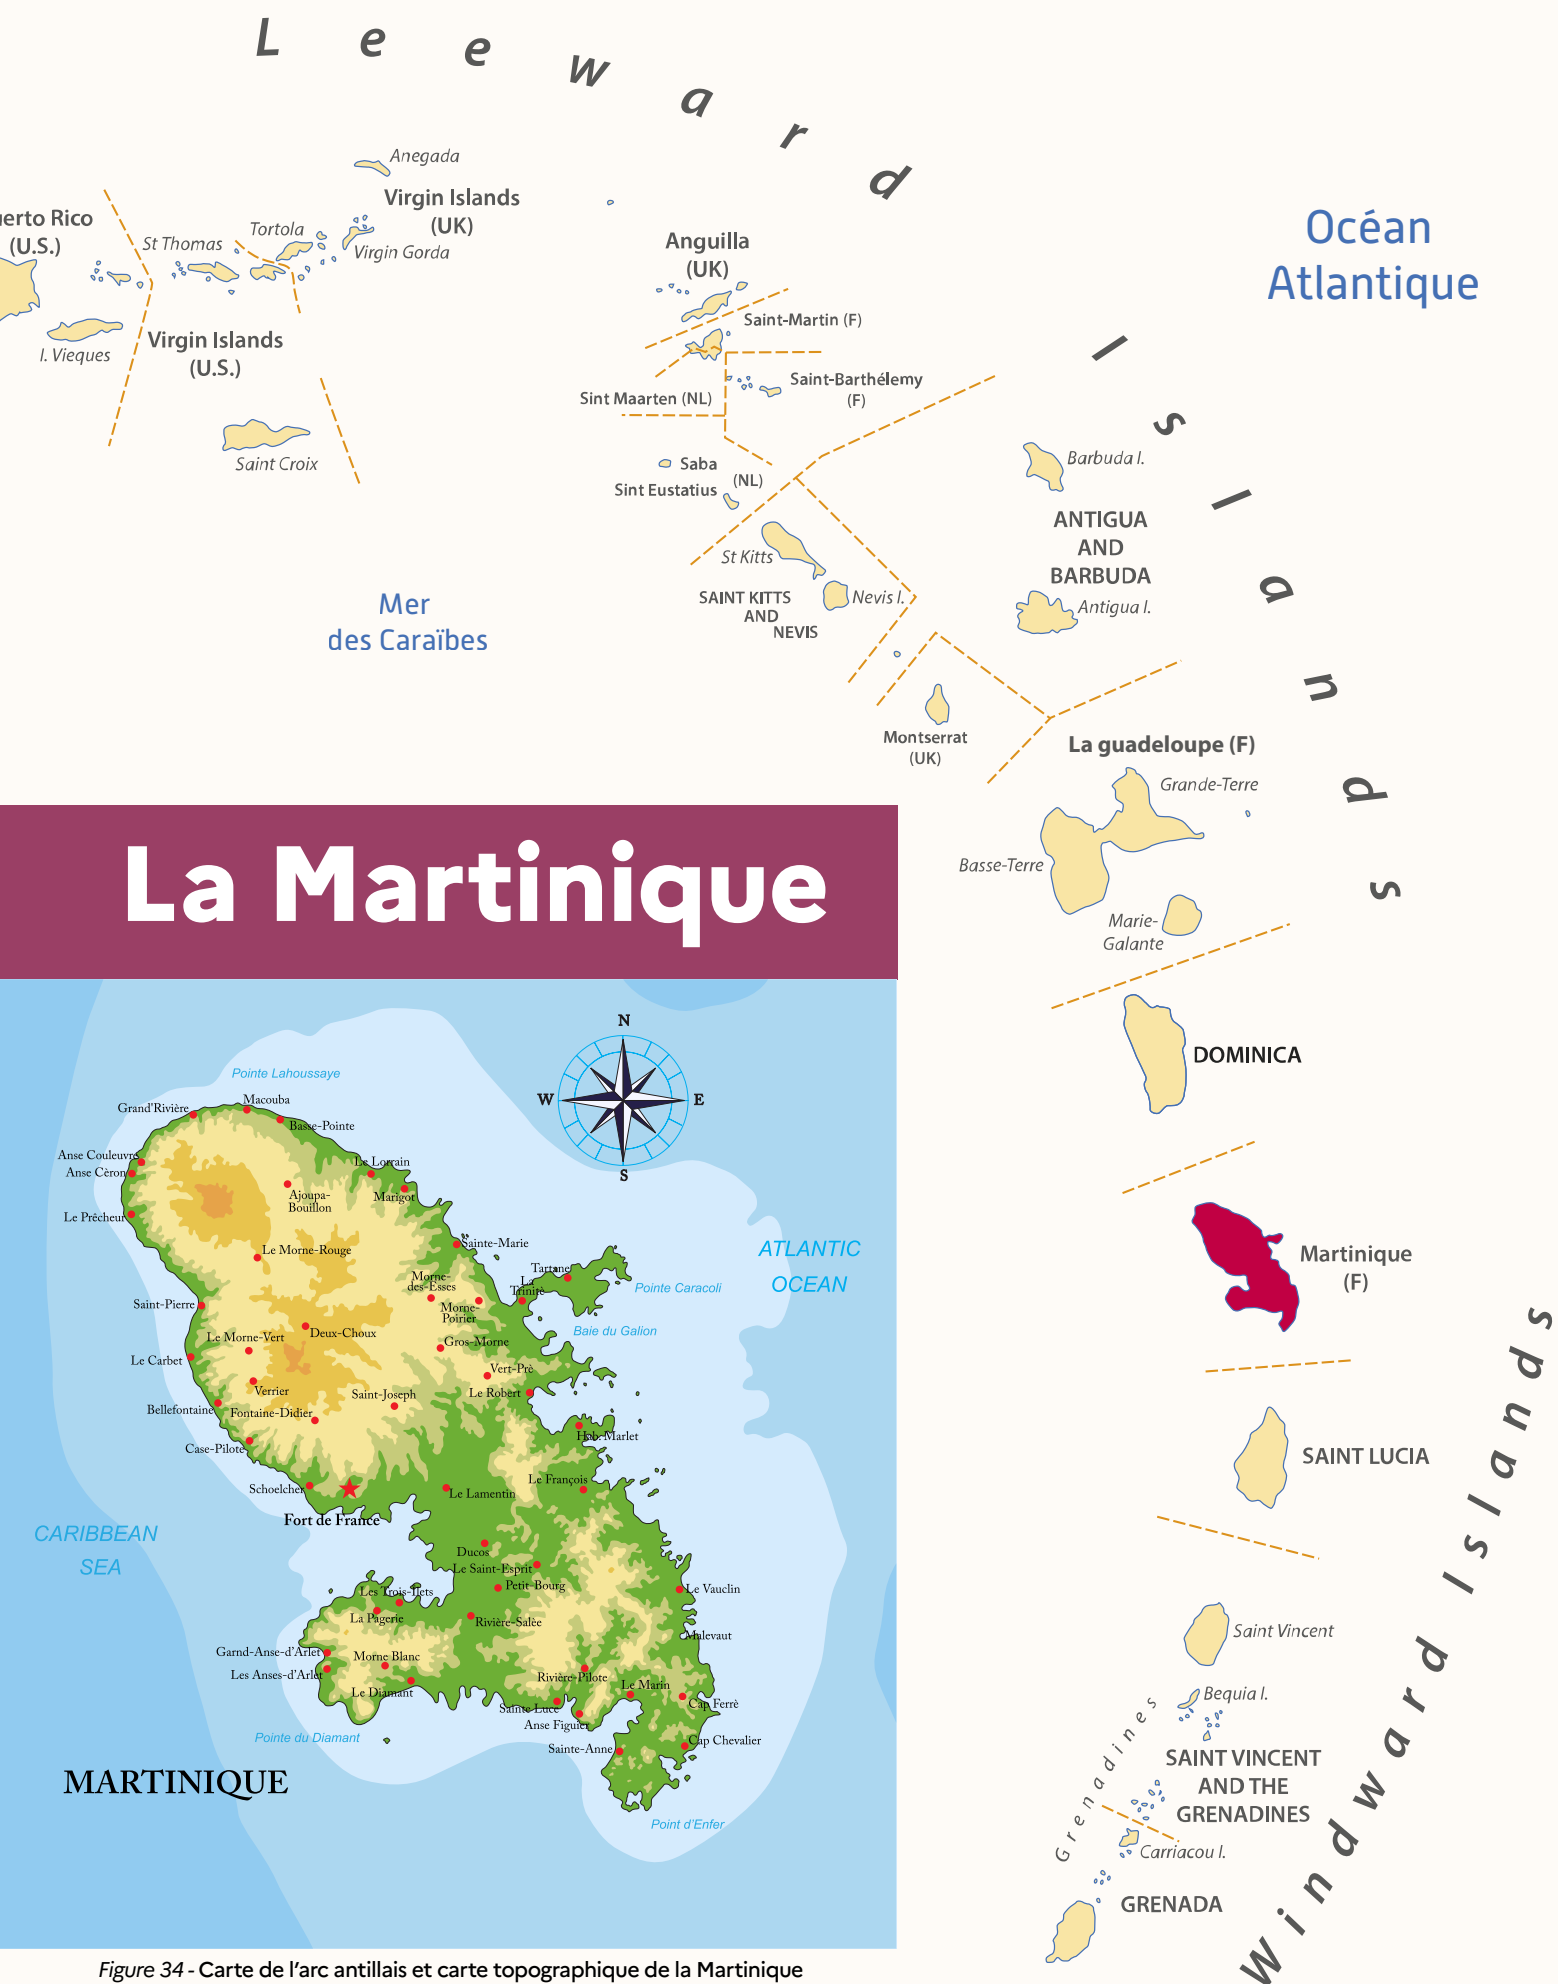 Leeward Islands
Anegada
Virgin Islands
(UK)
erto Rico
(U.S.)
St Thomas
Tortola
Virgin Gorda
I. Vieques
Virgin Islands
(U.S.)
Saint Croix
Anguilla
(UK)
Saint-Martin (F)
Sint Maarten (NL)
Saint-Barthélemy
(F)
Saba
(NL)
Sint Eustatius
St Kitts
SAINT KITTS
AND
NEVIS
Nevis I.
Océan
Atlantique
Mer
des Caraïbes
Barbuda I.
ANTIGUA
AND
BARBUDA
Antigua I.
Montserrat
(UK)
La guadeloupe (F)
Grande-Terre
Basse-Terre
Marie-
Galante
DOMINICA
Martinique
(F)
SAINT LUCIA
Saint Vincent
Bequia I.
Grenadines
SAINT VINCENT
AND THE
GRENADINES
Carriacou I.
GRENADA
Windward Islands
La Martinique
N
W
E
S
Pointe Lahoussaye
Grand'Rivière
Macouba
Basse-Pointe
Anse Couleuvre
Anse Cèron
Le Lorrain
Ajoupa-
Bouillon
Marigot
Le Prêcheur
Le Morne-Rouge
Sainte-Marie
ATLANTIC
OCEAN
Tartane
La
Trinite
Pointe Caracoli
Morne-
des-Esses
Morne-
Poirier
Saint-Pierre
Baie du Galion
Le Morne-Vert
Deux-Choux
Gros-Morne
Le Carbet
Vert-Prè
Verrier
Saint-Joseph
Le Robert
Bellefontaine
Fontaine-Didier
Hab. Marlet
Case-Pilote
Schoelcher
Le François
Le Lamentin
Fort de France
CARIBBEAN
SEA
Ducos
Le Saint-Esprit
Petit-Bourg
Le Vauclin
Les Trois-Ilets
La Pagerie
Rivière-Salèe
Malevaut
Garnd-Anse-d'Arlet
Morne Blanc
Les Anses-d'Arlet
Rivière-Pilote
Le Marin
Le Diamant
Sainte Luce
Cap Ferrè
Anse Figuier
Pointe du Diamant
Sainte-Anne
Cap Chevalier
MARTINIQUE
Point d'Enfer
Figure 34 - Carte de l'arc antillais et carte topographique de la Martinique